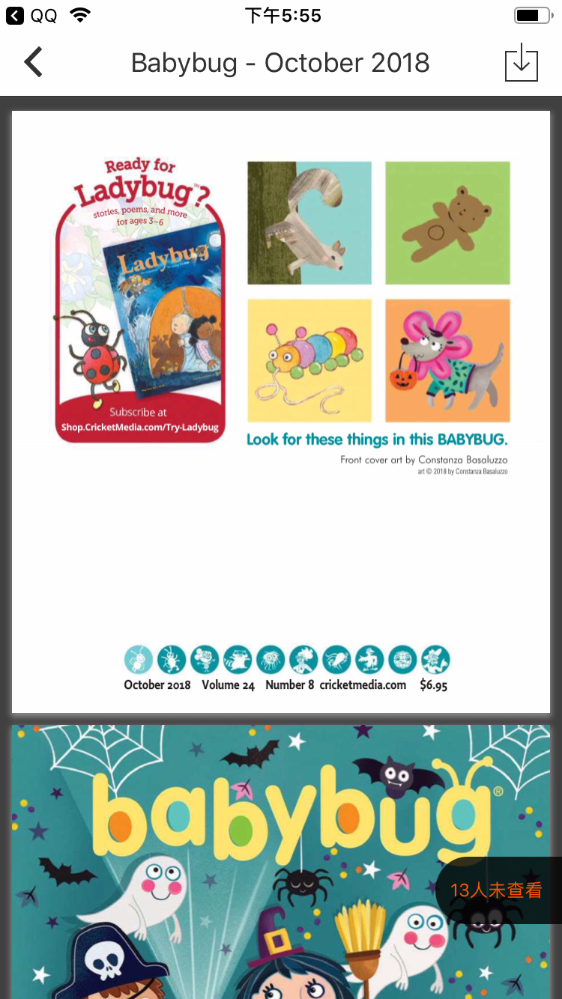 QQ
下午5:55
Babybug - October 2018
Ready for
Ladybug™?
stories, poems, and more
for ages 3–6
Ladybug
Subscribe at
Shop.CricketMedia.com/Try-Ladybug
Look for these things in this BABYBUG.
Front cover art by Constanza Basaluzzo
art © 2018 by Constanza Basaluzzo
October 2018 Volume 24 Number 8 cricketmedia.com $6.95
babybug®
13人未查看